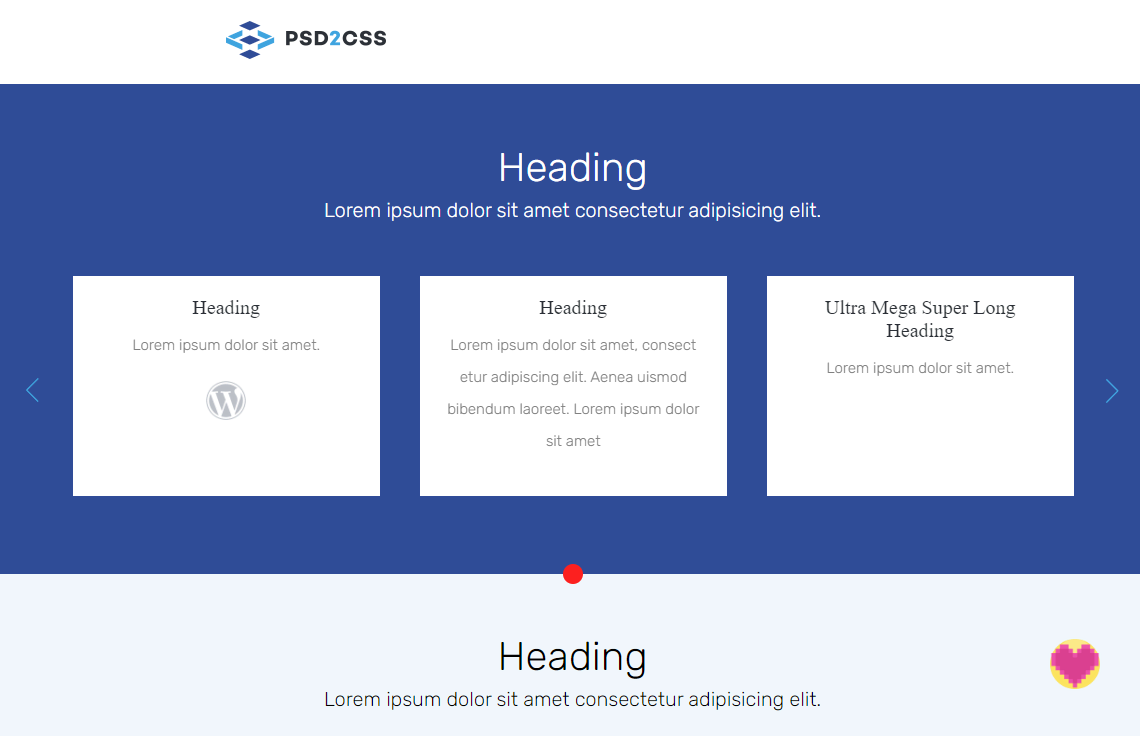 PSD2CSS
Heading
Lorem ipsum dolor sit amet consectetur adipisicing elit.
Heading
Lorem ipsum dolor sit amet.
Heading
Lorem ipsum dolor sit amet, consect
etur adipiscing elit. Aenea uismod
bibendum laoreet. Lorem ipsum dolor
sit amet
Ultra Mega Super Long
Heading
Lorem ipsum dolor sit amet.
Heading
Lorem ipsum dolor sit amet consectetur adipisicing elit.